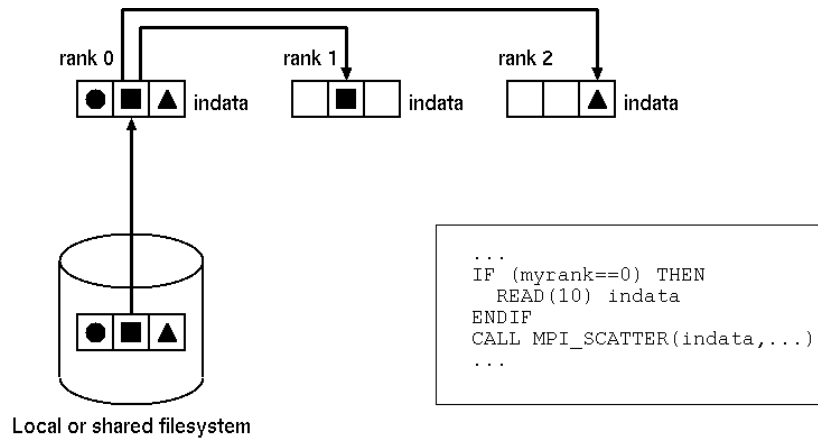 rank 0
rank 1
rank 2
indata
indata
indata
...
IF (myrank==0) THEN
READ(10) indata
ENDIF
CALL MPI_SCATTER(indata,...)
...
Local or shared filesystem